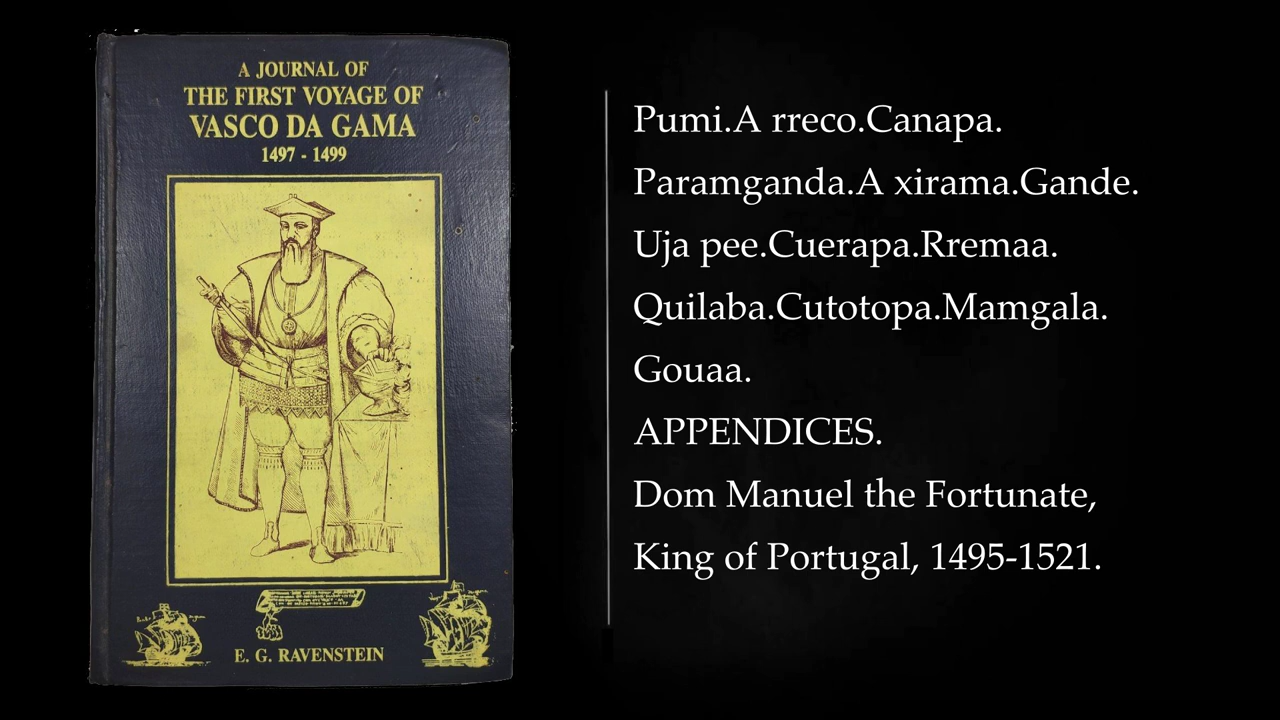 A JOURNAL OF
THE FIRST VOYAGE OF
VASCO DA GAMA
1497 - 1499
E. G. RAVENSTEIN
Pumi.A rreco.Canapa.
Paramganda.A xirama.Gande.
Uja pee.Cuerapa.Rremaa.
Quilaba.Cutotopa.Mamgala.
Gouaa.
APPENDICES.
Dom Manuel the Fortunate,
King of Portugal, 1495-1521.